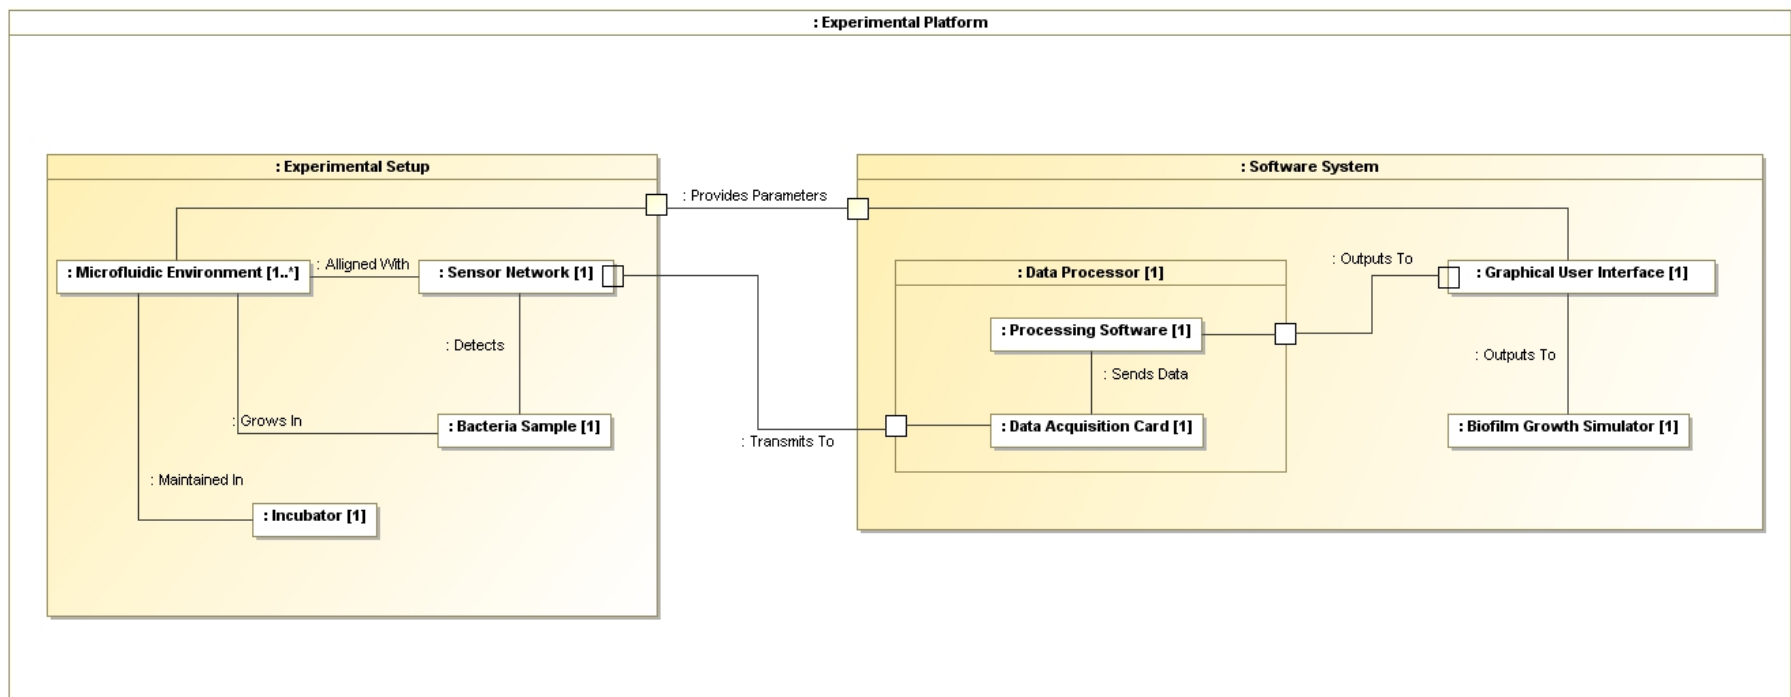 : Experimental Platform
: Experimental Setup
: Software System
: Provides Parameters
: Microfluidic Environment [1..*]
: Alligned With
: Sensor Network [1]
: Data Processor [1]
: Outputs To
: Graphical User Interface [1]
: Processing Software [1]
: Detects
: Sends Data
: Outputs To
: Grows In
: Bacteria Sample [1]
: Transmits To
: Data Acquisition Card [1]
: Biofilm Growth Simulator [1]
: Maintained In
: Incubator [1]